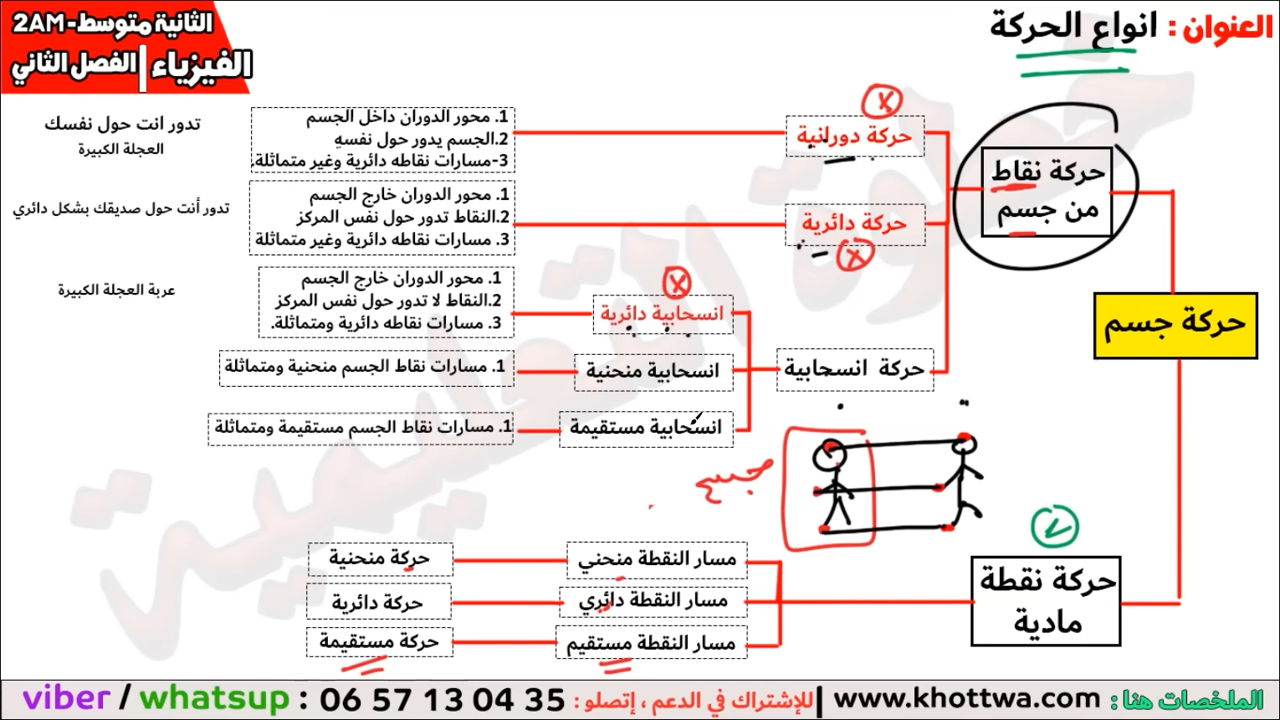 العنوان : انواع الحركة
الثانية متوسط-2AM
الفيزياء | الفصل الثاني
حركة جسم
حركة نقاط
من جسم
حركة دورانية
1. محور الدوران داخل الجسم
2.الجسم يدور حول نفسه
3-مسارات نقاطه دائرية وغير متماثلة.
تدور انت حول نفسك
العجلة الكبيرة
حركة دائرية
1. محور الدوران خارج الجسم
2.النقاط تدور حول نفس المركز
3. مسارات نقاطه دائرية وغير متماثلة
تدور أنت حول صديقك بشكل دائري
حركة انسحابية
انسحابية دائرية
1. محور الدوران خارج الجسم
2.النقاط لا تدور حول نفس المركز
3. مسارات نقاطه دائرية ومتماثلة.
عربة العجلة الكبيرة
انسحابية منحنية
1. مسارات نقاط الجسم منحنية ومتماثلة
انسحابية مستقيمة
1. مسارات نقاط الجسم مستقيمة ومتماثلة
جسم
حركة نقطة
مادية
مسار النقطة منحني
حركة منحنية
مسار النقطة دائري
حركة دائرية
مسار النقطة مستقيم
حركة مستقيمة
خطوة التعليمية
الملخصات هنا : www.khottwa.com | للإشتراك في الدعم ، إتصلو : viber / whatsup : 06 57 13 04 35